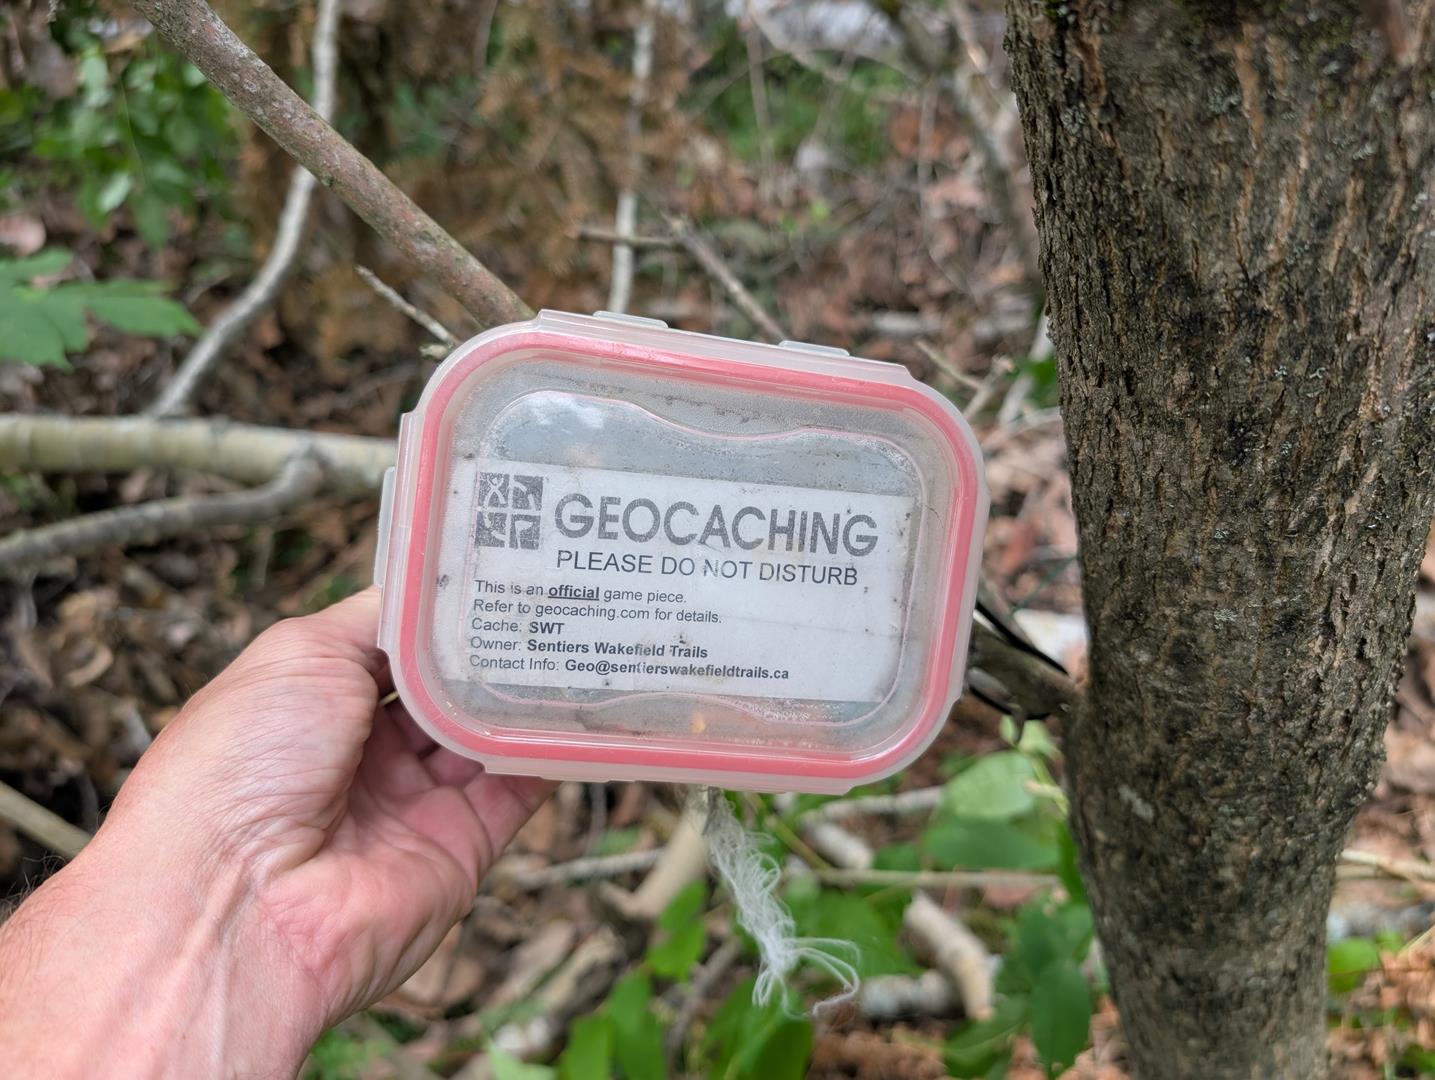 GEOCACHING
PLEASE DO NOT DISTURB
This is an official game piece.
Refer to geocaching.com for details.
Cache: SWT
Owner: Sentiers Wakefield Trails
Contact Info: Geo@sentierswakefieldtrails.ca